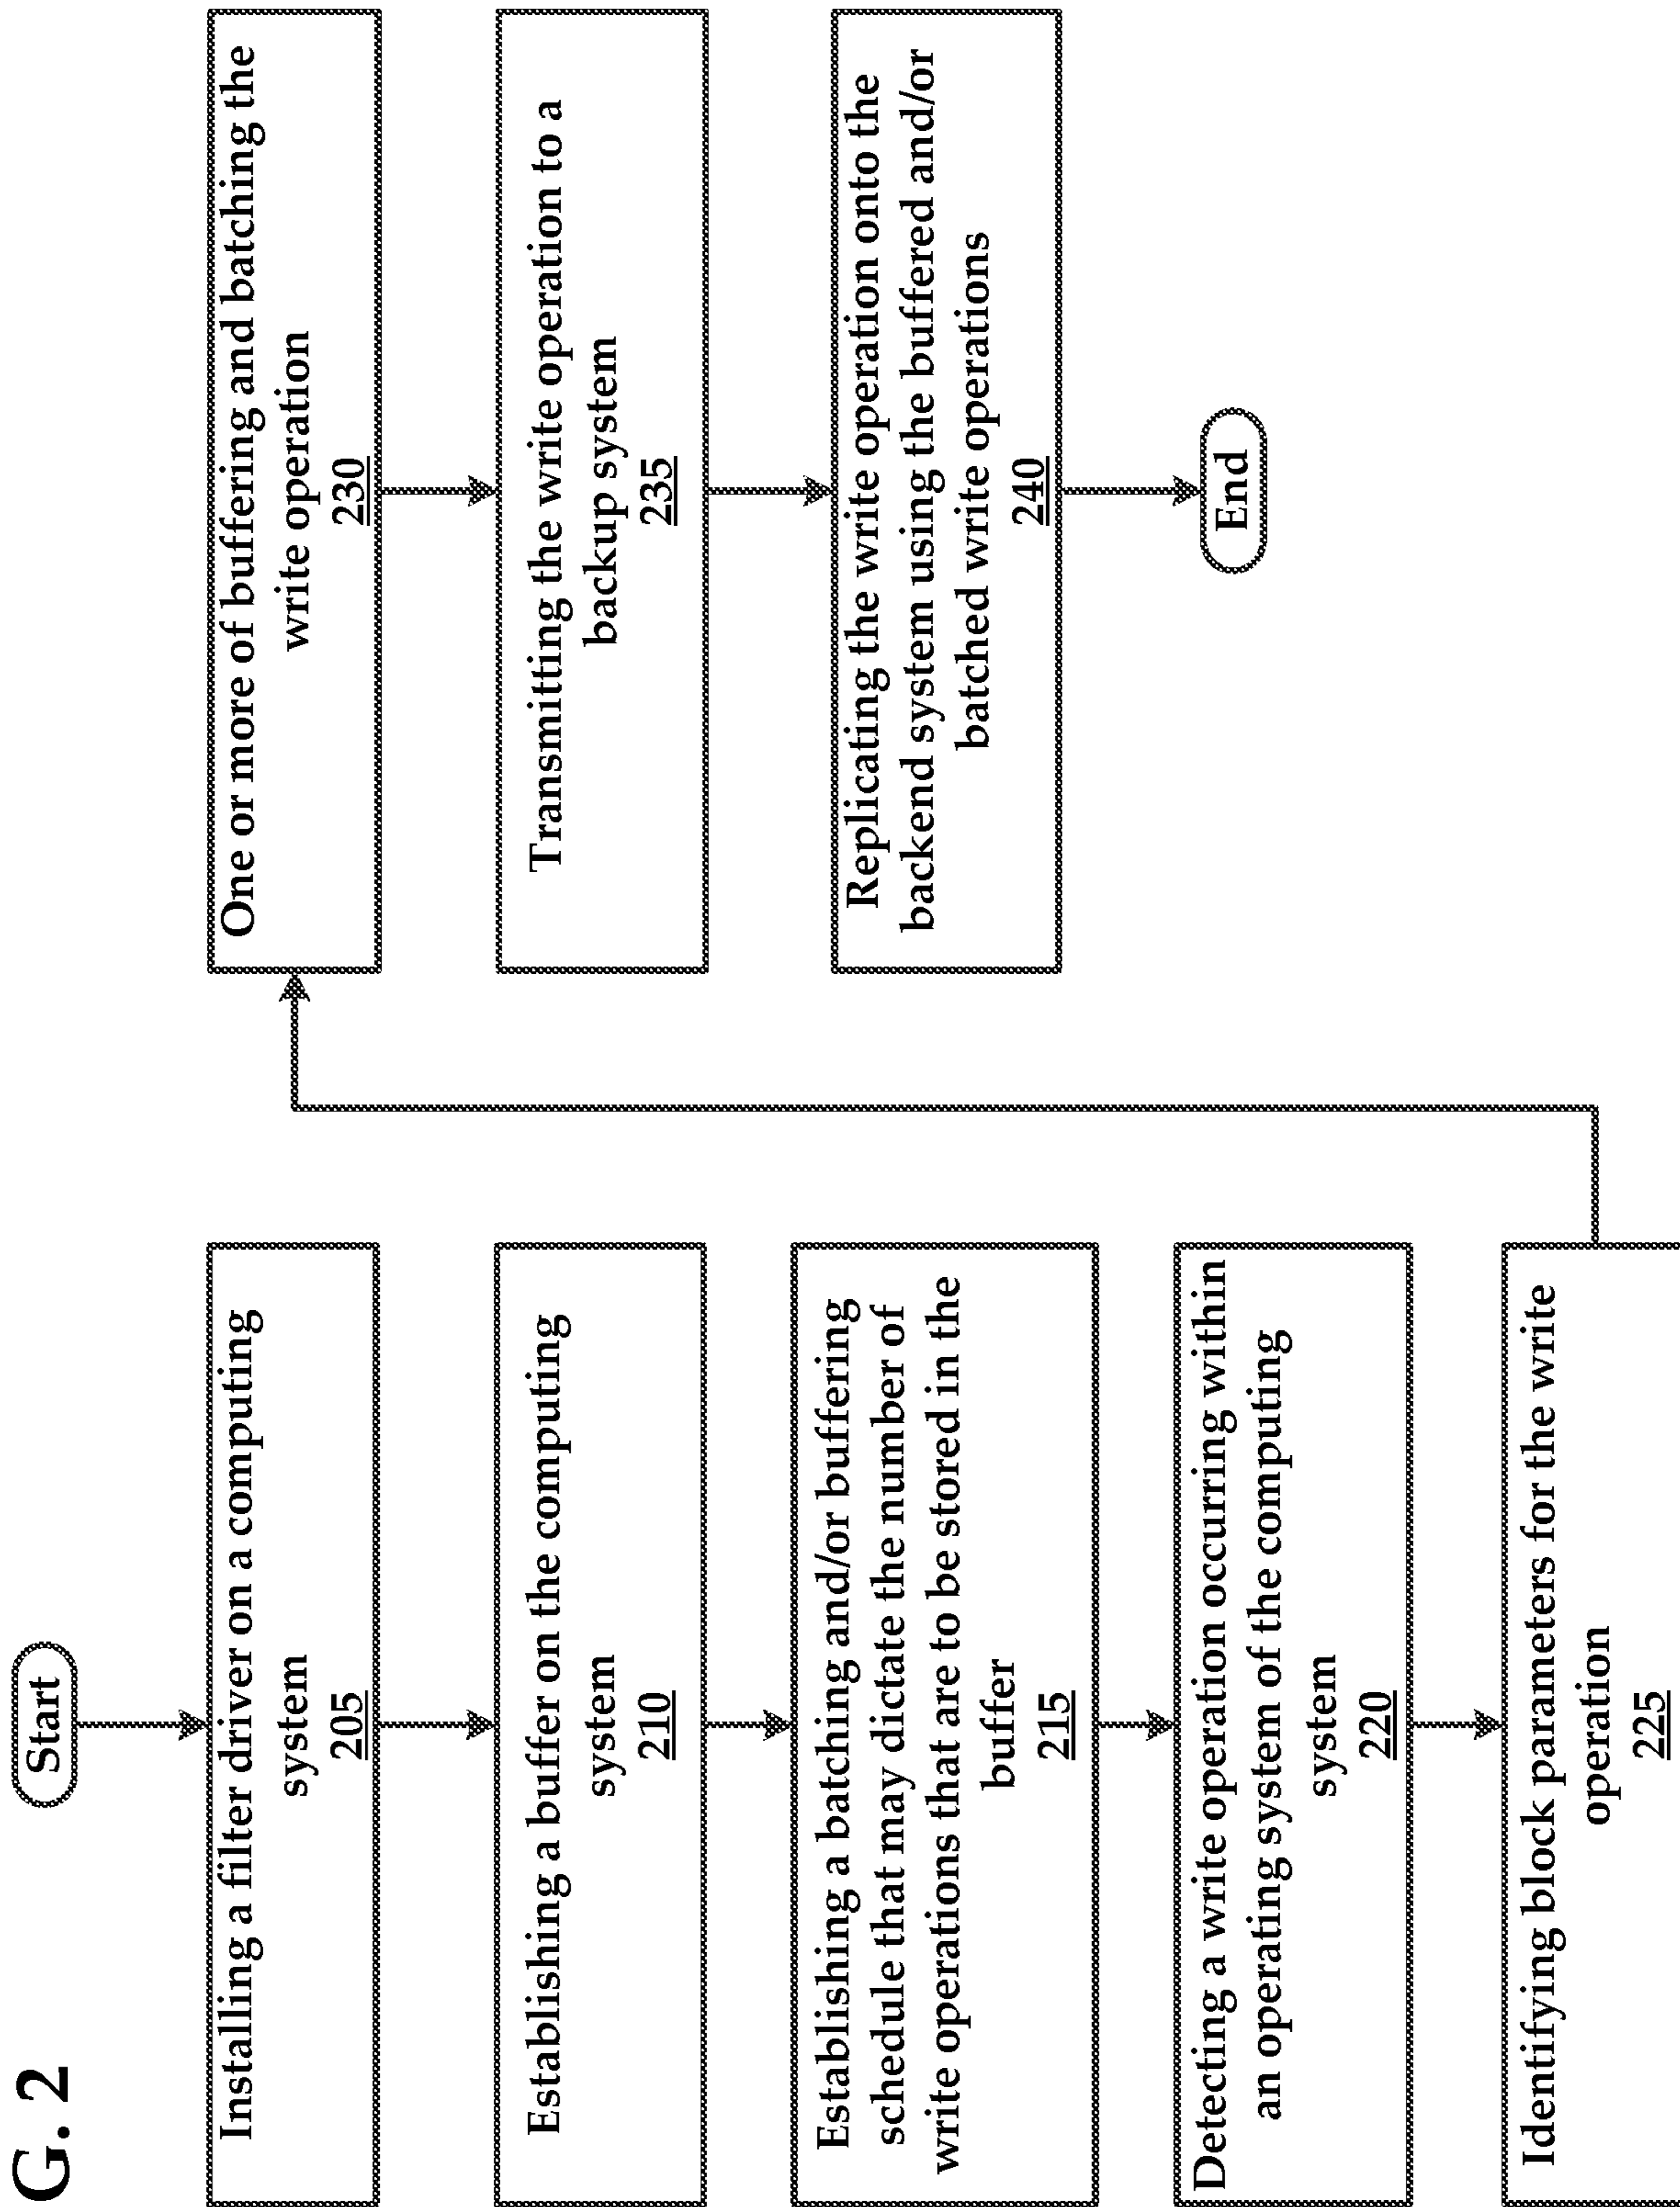 G. 2
Start
Installing a filter driver on a computing
system
205
Establishing a buffer on the computing
system
210
Establishing a batching and/or buffering
schedule that may dictate the number of
write operations that are to be stored in the
buffer
215
Detecting a write operation occurring within
an operating system of the computing
system
220
Identifying block parameters for the write
operation
225
One or more of buffering and batching the
write operation
230
Transmitting the write operation to a
backup system
235
Replicating the write operation onto the
backend system using the buffered and/or
batched write operations
240
End